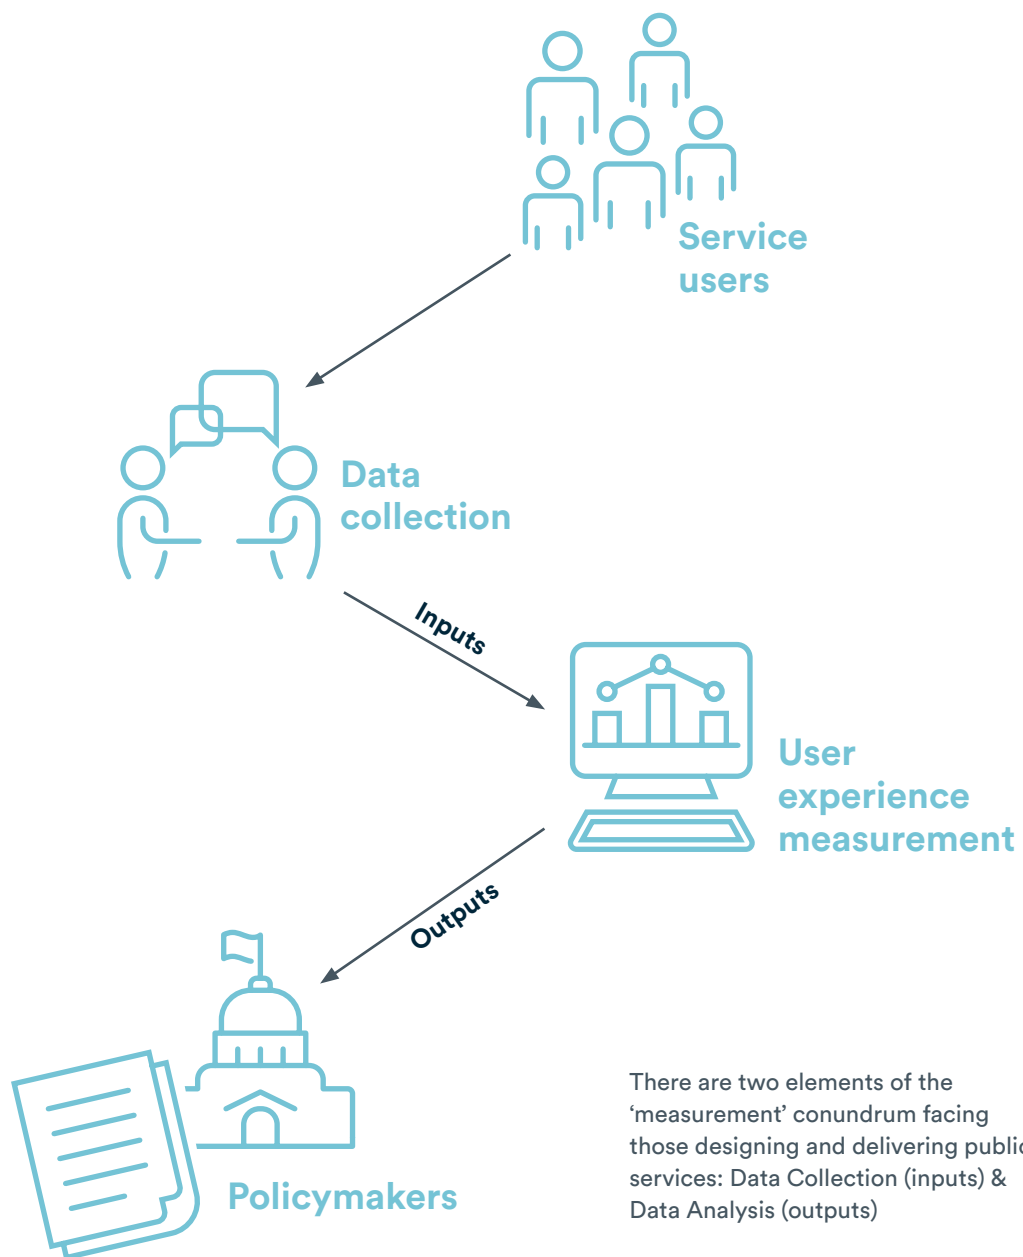 Service
users
Data
collection
Inputs
User
experience
measurement
Outputs
Policymakers
There are two elements of the
‘measurement’ conundrum facing
those designing and delivering public
services: Data Collection (inputs) &
Data Analysis (outputs)